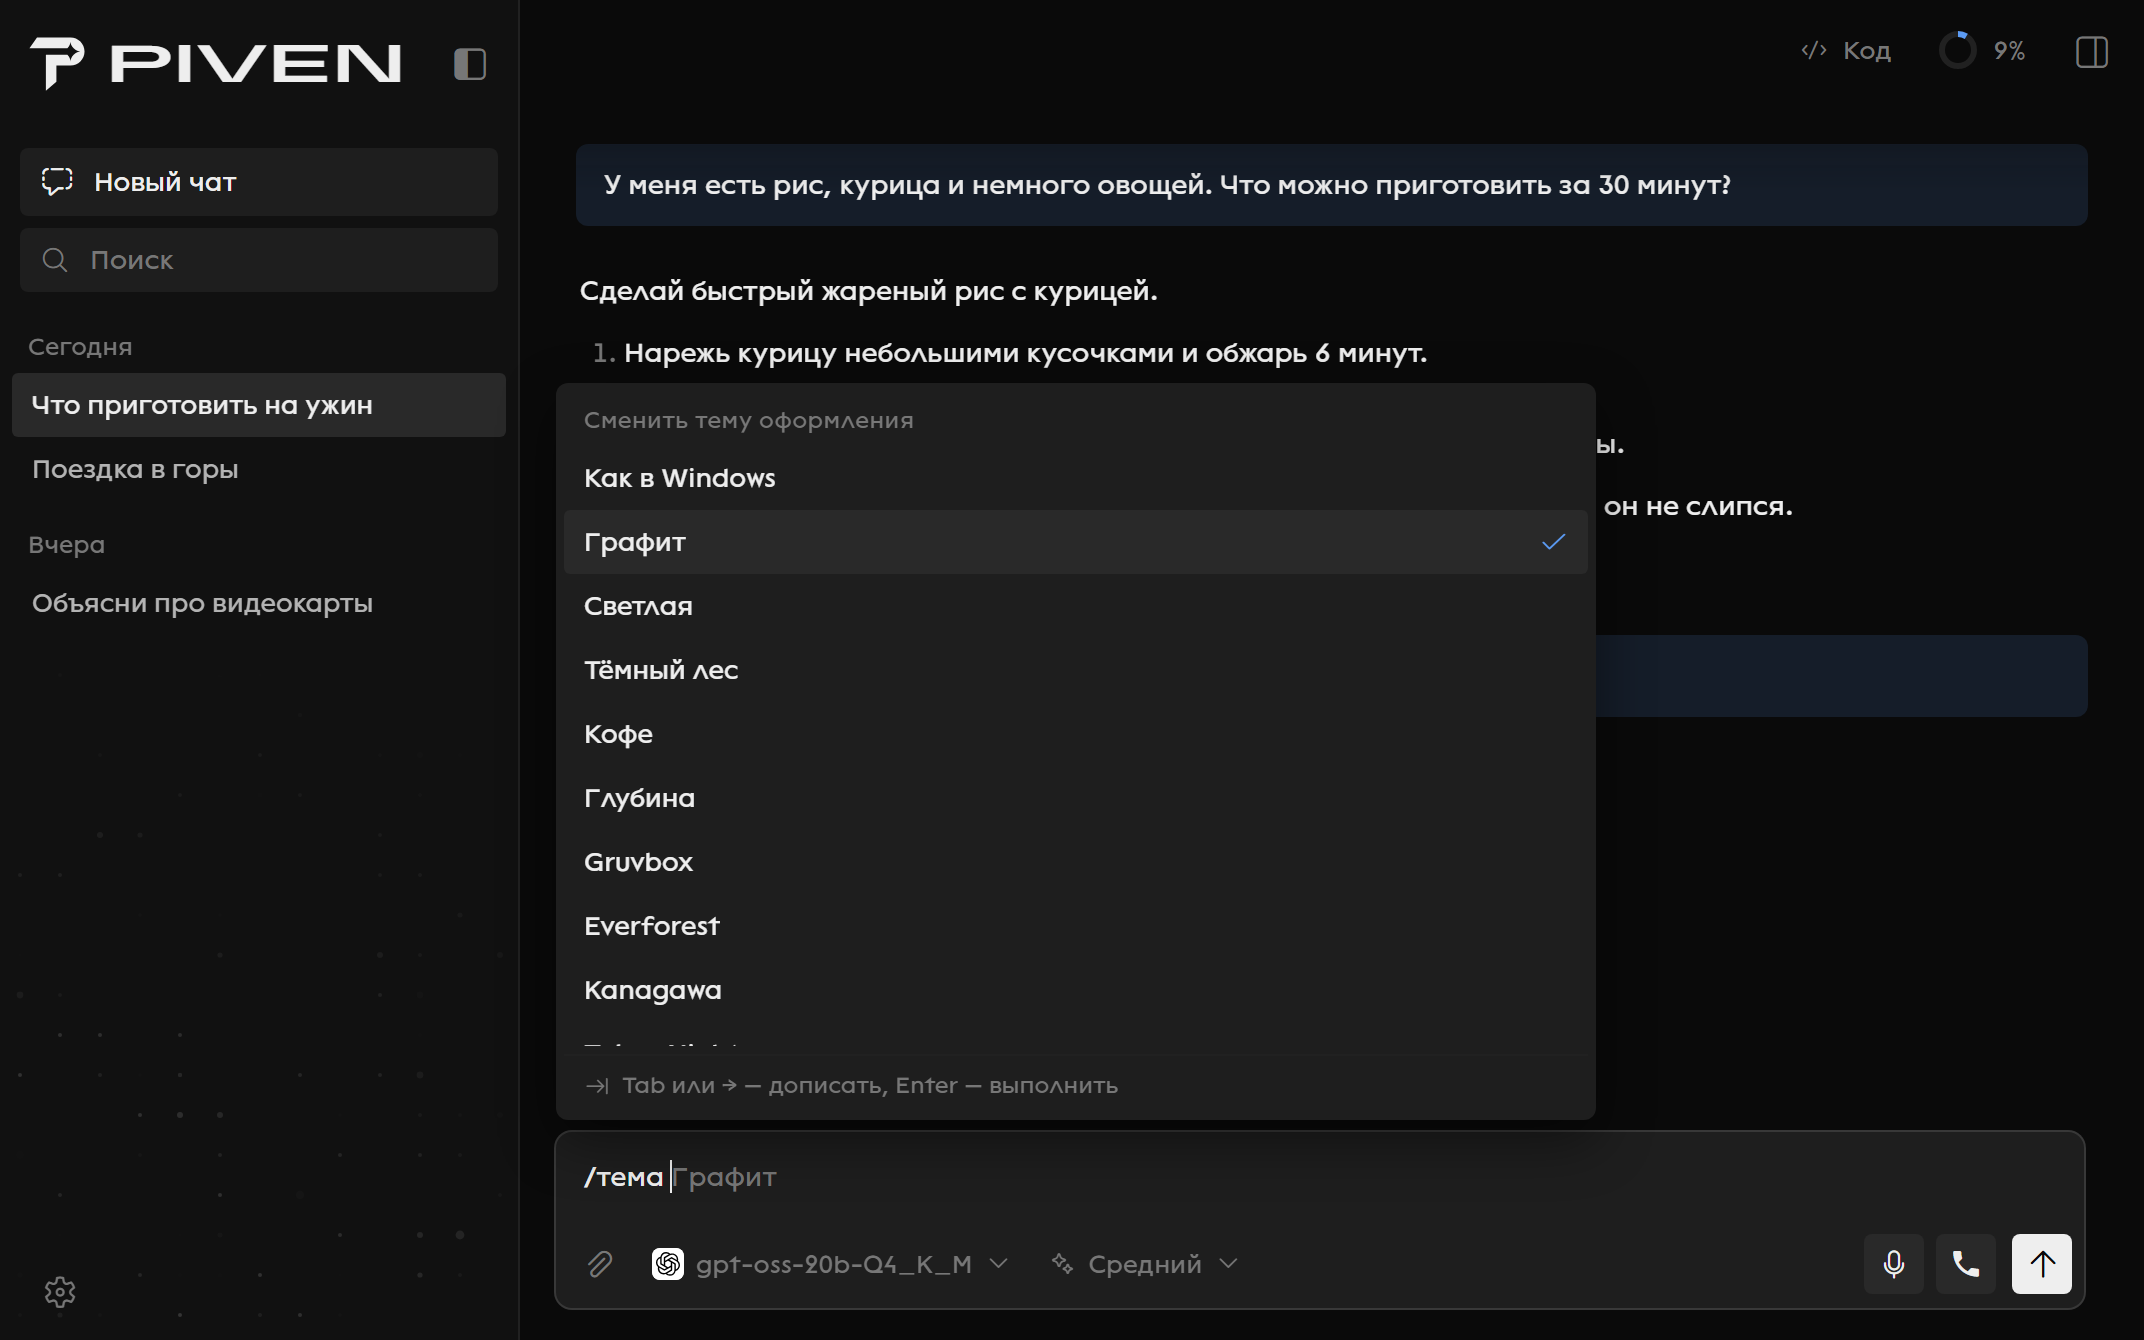 PIVEN
Новый чат
Поиск
Сегодня
Что приготовить на ужин
Поездка в горы
Вчера
Объясни про видеокарты
</> Код
9%
У меня есть рис, курица и немного овощей. Что можно приготовить за 30 минут?
Сделай быстрый жареный рис с курицей.
1. Нарежь курицу небольшими кусочками и обжарь 6 минут.
ы.
он не слипся.
Сменить тему оформления
Как в Windows
Графит
Светлая
Тёмный лес
Кофе
Глубина
Gruvbox
Everforest
Kanagawa
Tab или → — дописать, Enter — выполнить
/тема Графит
gpt-oss-20b-Q4_K_M
Средний